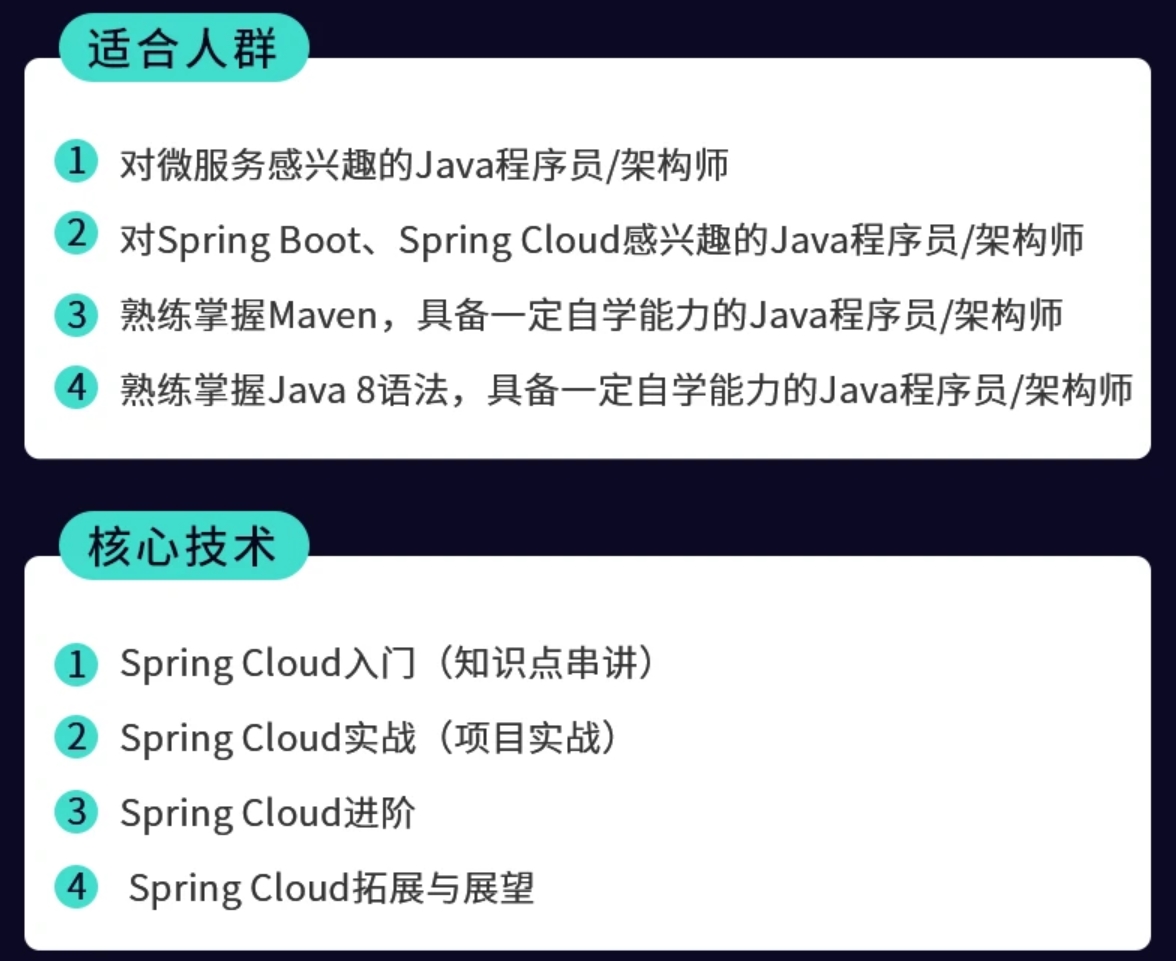 适合人群
1 对微服务感兴趣的Java程序员/架构师
2 对Spring Boot、Spring Cloud感兴趣的Java程序员/架构师
3 熟练掌握Maven，具备一定自学能力的Java程序员/架构师
4 熟练掌握Java 8语法，具备一定自学能力的Java程序员/架构师
核心技术
1 Spring Cloud入门（知识点串讲）
2 Spring Cloud实战（项目实战）
3 Spring Cloud进阶
4 Spring Cloud拓展与展望